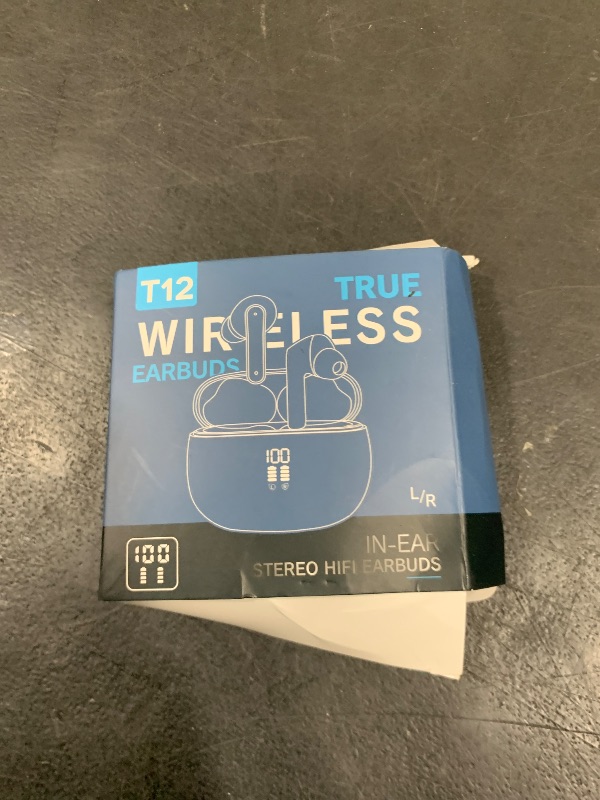 T12
TRUE
WIRELESS
EARBUDS
100
L/R
100
IN-EAR
STEREO HIFI EARBUDS